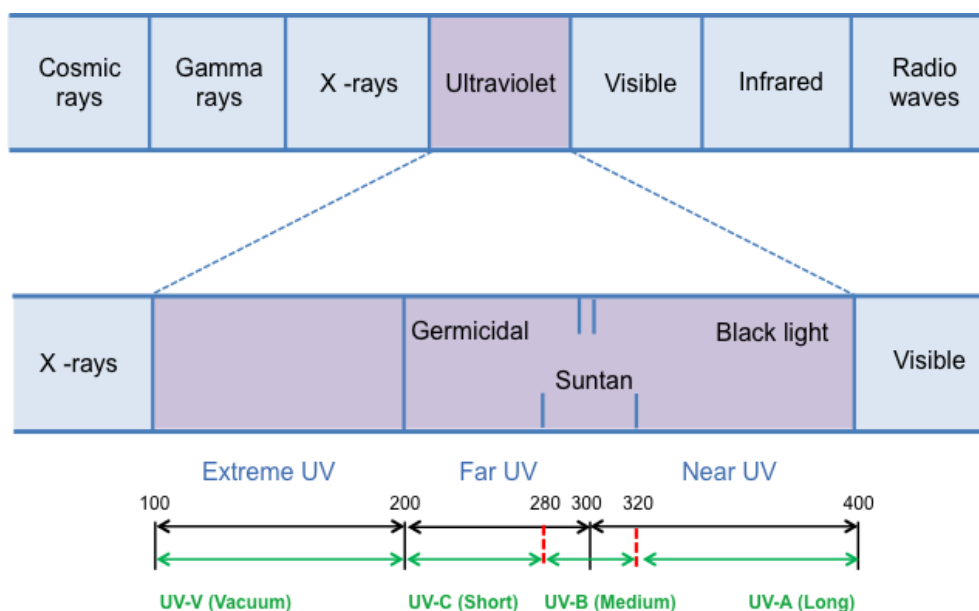 Cosmic
rays
Gamma
rays
X -rays
Ultraviolet
Visible
Infrared
Radio
waves
X -rays
Germicidal
Suntan
Black light
Visible
Extreme UV
Far UV
Near UV
100
200
280
300
320
400
UV-V (Vacuum)
UV-C (Short)
UV-B (Medium)
UV-A (Long)